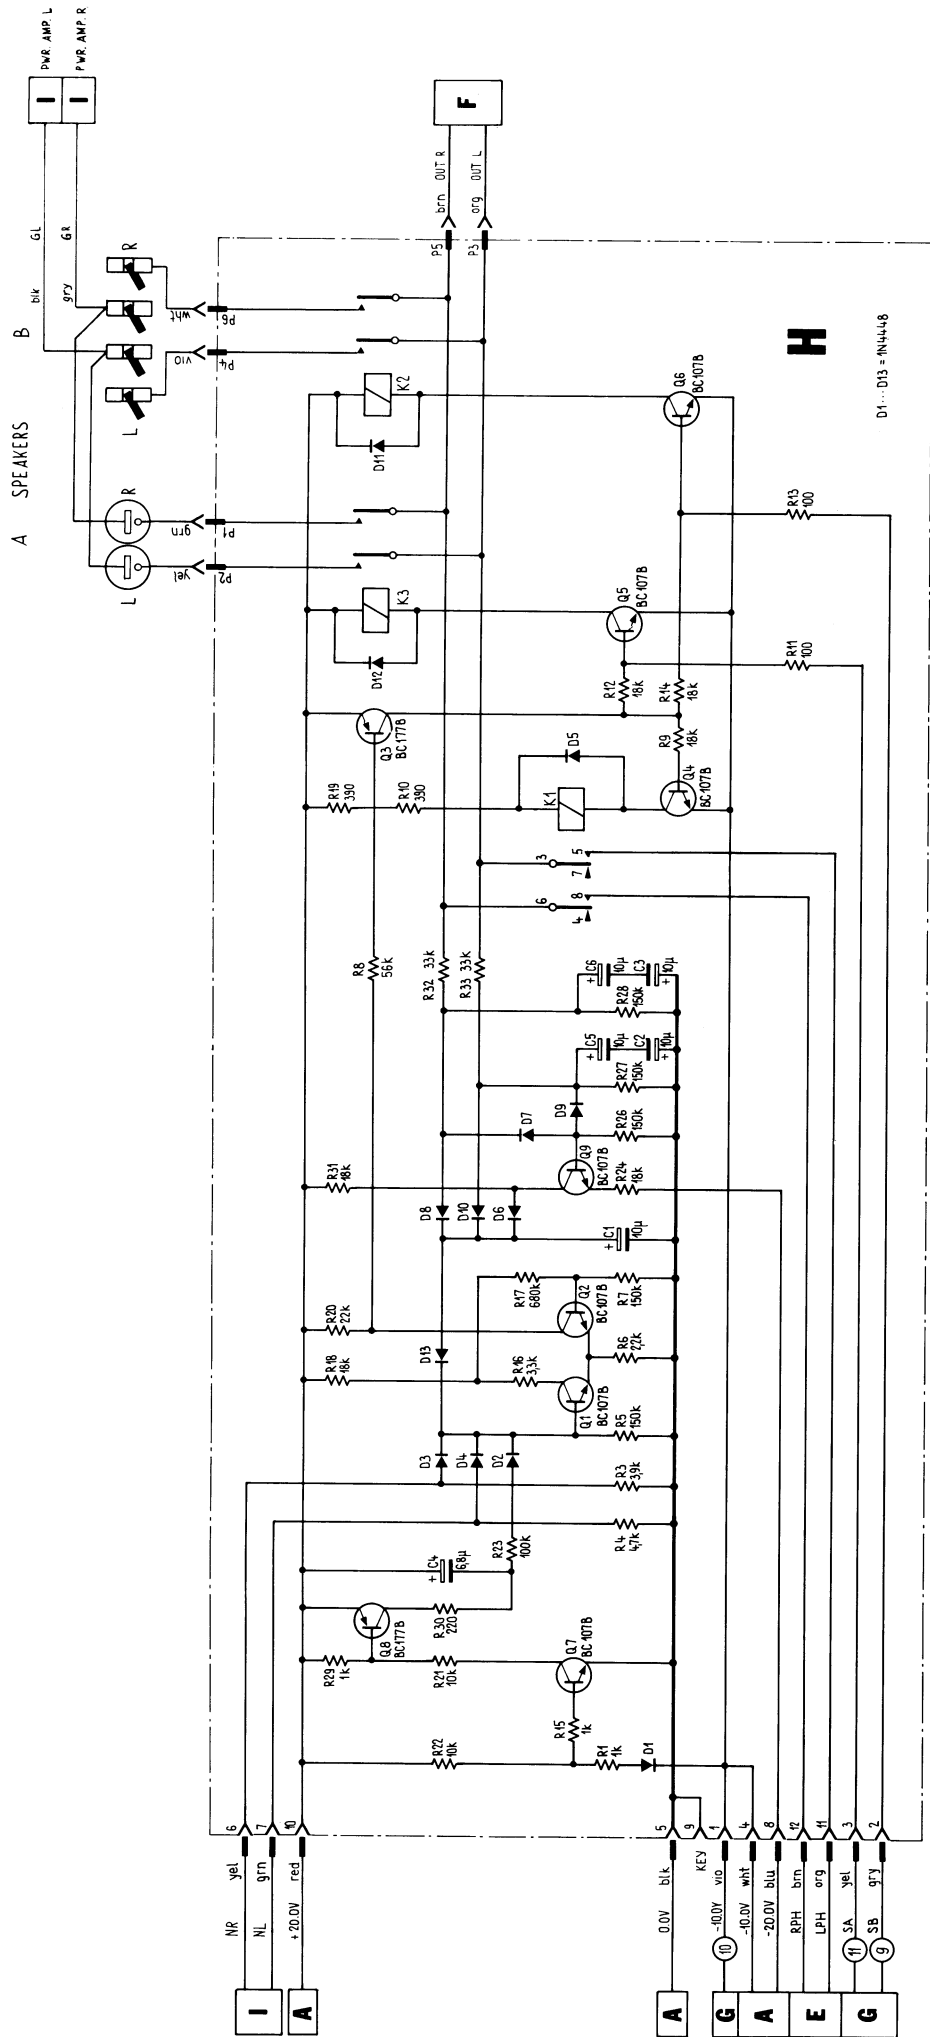 PWR. AMP. L
PWR. AMP. R
I
I
GL
GR
blk
gry
A SPEAKERS B
L
R
L
R
yel
grn
vio
wht
P2
P1
P4
P6
P5
P3
brn
OUT R
org
OUT L
F
H
D1...D13 = 1N4448
K2
D11
K3
D12
Q6
BC107B
Q5
BC107B
R13
100
R11
100
R12
18k
R14
18k
R9
18k
Q3
BC177B
Q4
BC107B
D5
K1
R19
390
R10
390
3
5
7
6
8
4
R8
56k
R32
33k
R33
33k
C6
10µ
C3
10µ
R28
150k
C5
10µ
C2
10µ
R27
150k
D9
D7
R26
150k
Q9
BC107B
R24
18k
R31
18k
D8
D10
D6
C1
10µ
R17
680k
Q2
BC107B
R7
150k
R20
22k
R18
18k
D13
R16
3,3k
R6
2,2k
Q1
BC107B
R5
150k
D3
D4
D2
R3
3,9k
R4
4,7k
R23
100k
C4
6,8µ
R30
220
Q8
BC177B
R29
1k
R21
10k
Q7
BC107B
R15
1k
R22
10k
R1
1k
D1
I
NR
yel
6
NL
grn
7
A
+20.0V
red
10
A
0.0V
blk
5
KEY
9
G
10
-10.0V
vio
1
A
-10.0V
wht
4
-20.0V
blu
8
E
RPH
brn
12
LPH
org
11
G
11
SA
yel
3
9
SB
gry
2